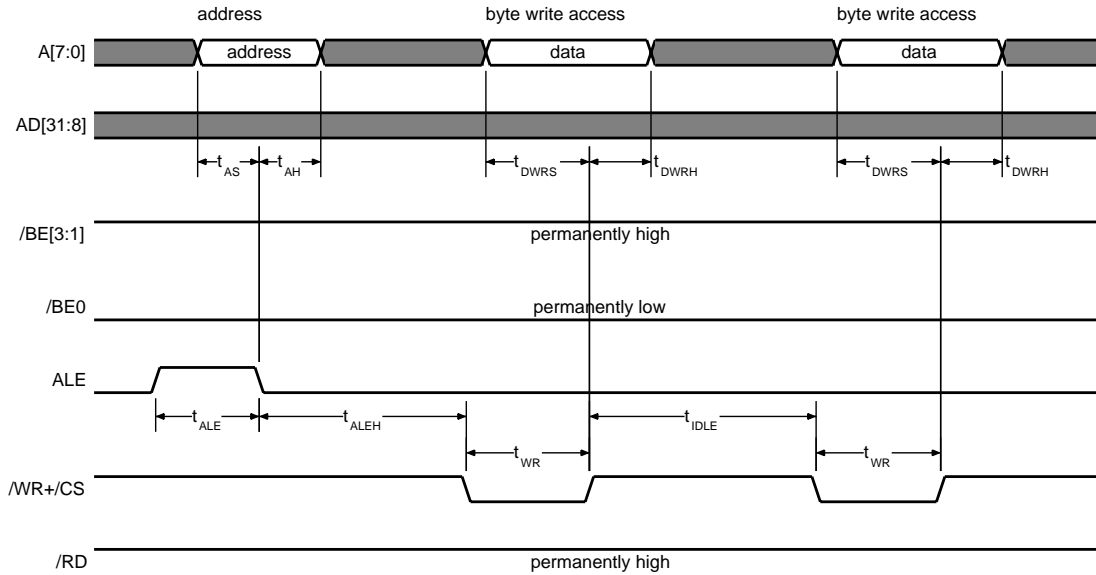 address byte write access byte write access
A[7:0] address data data
AD[31:8]
tAS tAH tDWRS tDWRH tDWRS tDWRH
/BE[3:1] permanently high
/BE0 permanently low
ALE
tALE tALEH tIDLE
tWR tWR
/WR+/CS
/RD permanently high